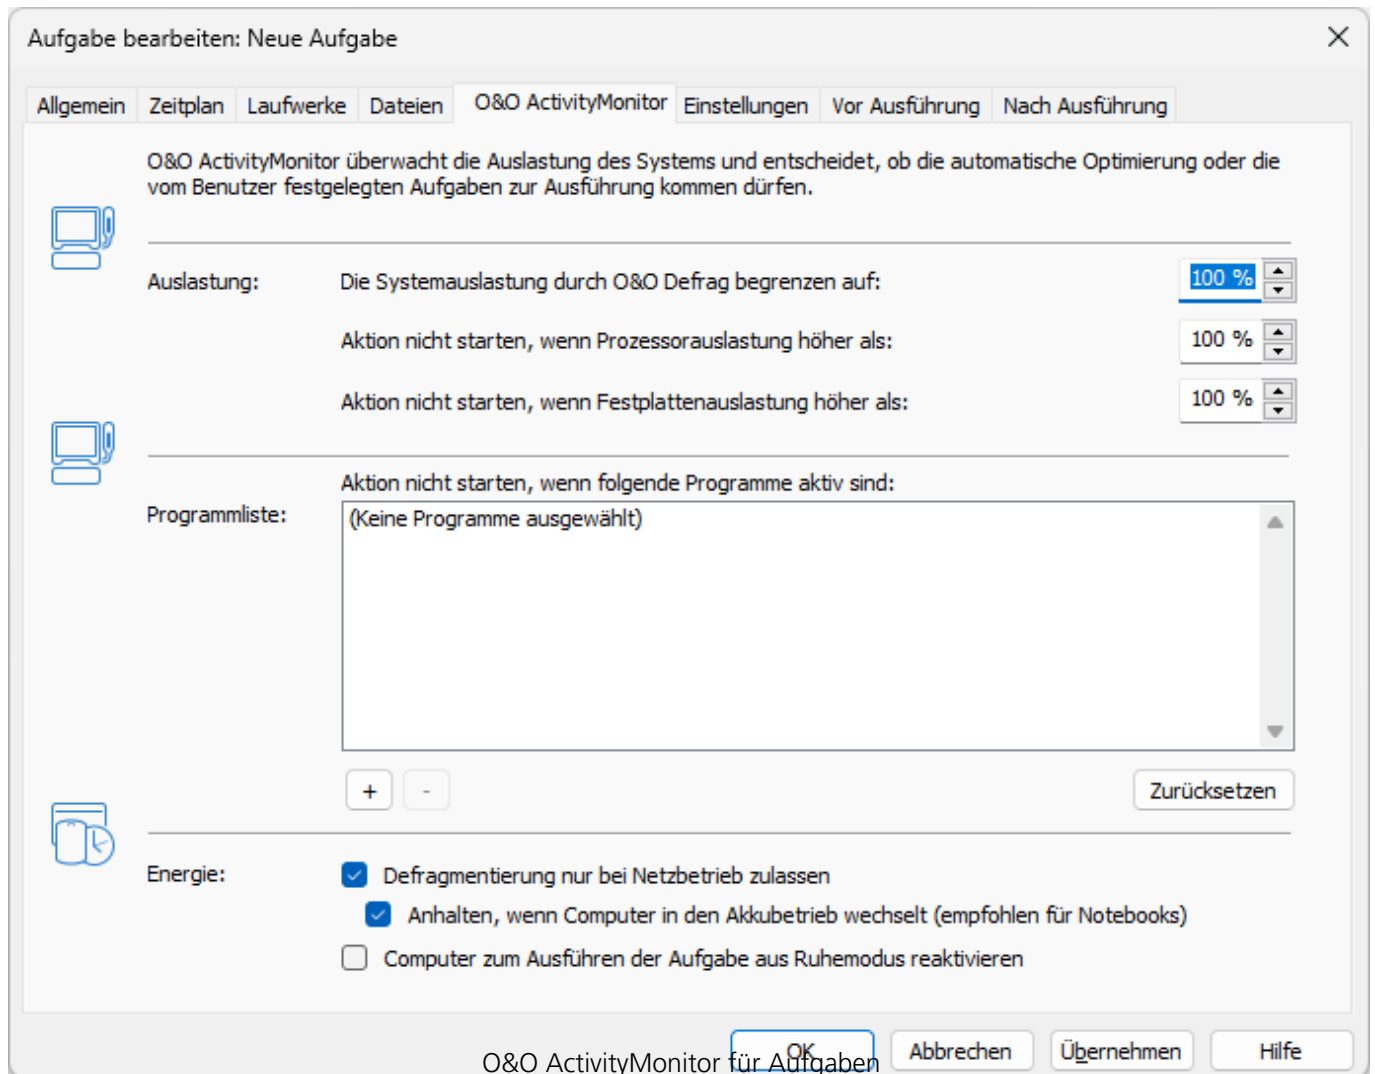 Aufgabe bearbeiten: Neue Aufgabe
Allgemein Zeitplan Laufwerke Dateien O&O ActivityMonitor Einstellungen Vor Ausführung Nach Ausführung
O&O ActivityMonitor überwacht die Auslastung des Systems und entscheidet, ob die automatische Optimierung oder die
vom Benutzer festgelegten Aufgaben zur Ausführung kommen dürfen.
Auslastung: Die Systemauslastung durch O&O Defrag begrenzen auf: 100 %
Aktion nicht starten, wenn Prozessorauslastung höher als: 100 %
Aktion nicht starten, wenn Festplattenauslastung höher als: 100 %
Aktion nicht starten, wenn folgende Programme aktiv sind:
Programmliste: (Keine Programme ausgewählt)
+ - Zurücksetzen
Energie: Defragmentierung nur bei Netzbetrieb zulassen
Anhalten, wenn Computer in den Akkubetrieb wechselt (empfohlen für Notebooks)
Computer zum Ausführen der Aufgabe aus Ruhemodus reaktivieren
OK Abbrechen Übernehmen Hilfe
O&O ActivityMonitor für Aufgaben